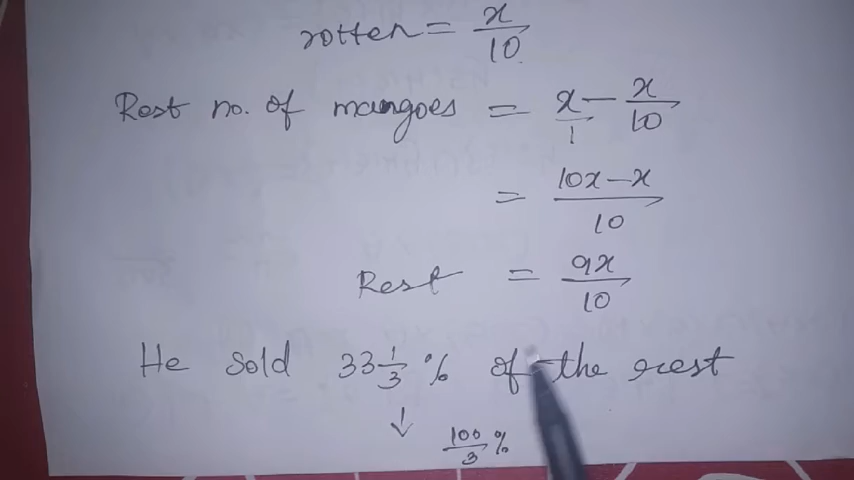 rotten = x/10
Rest no. of mangoes = x/1 - x/10
= 10x-x/10
Rest = 9x/10
He sold 33 1/3 % of the rest
↓ 100/3 %